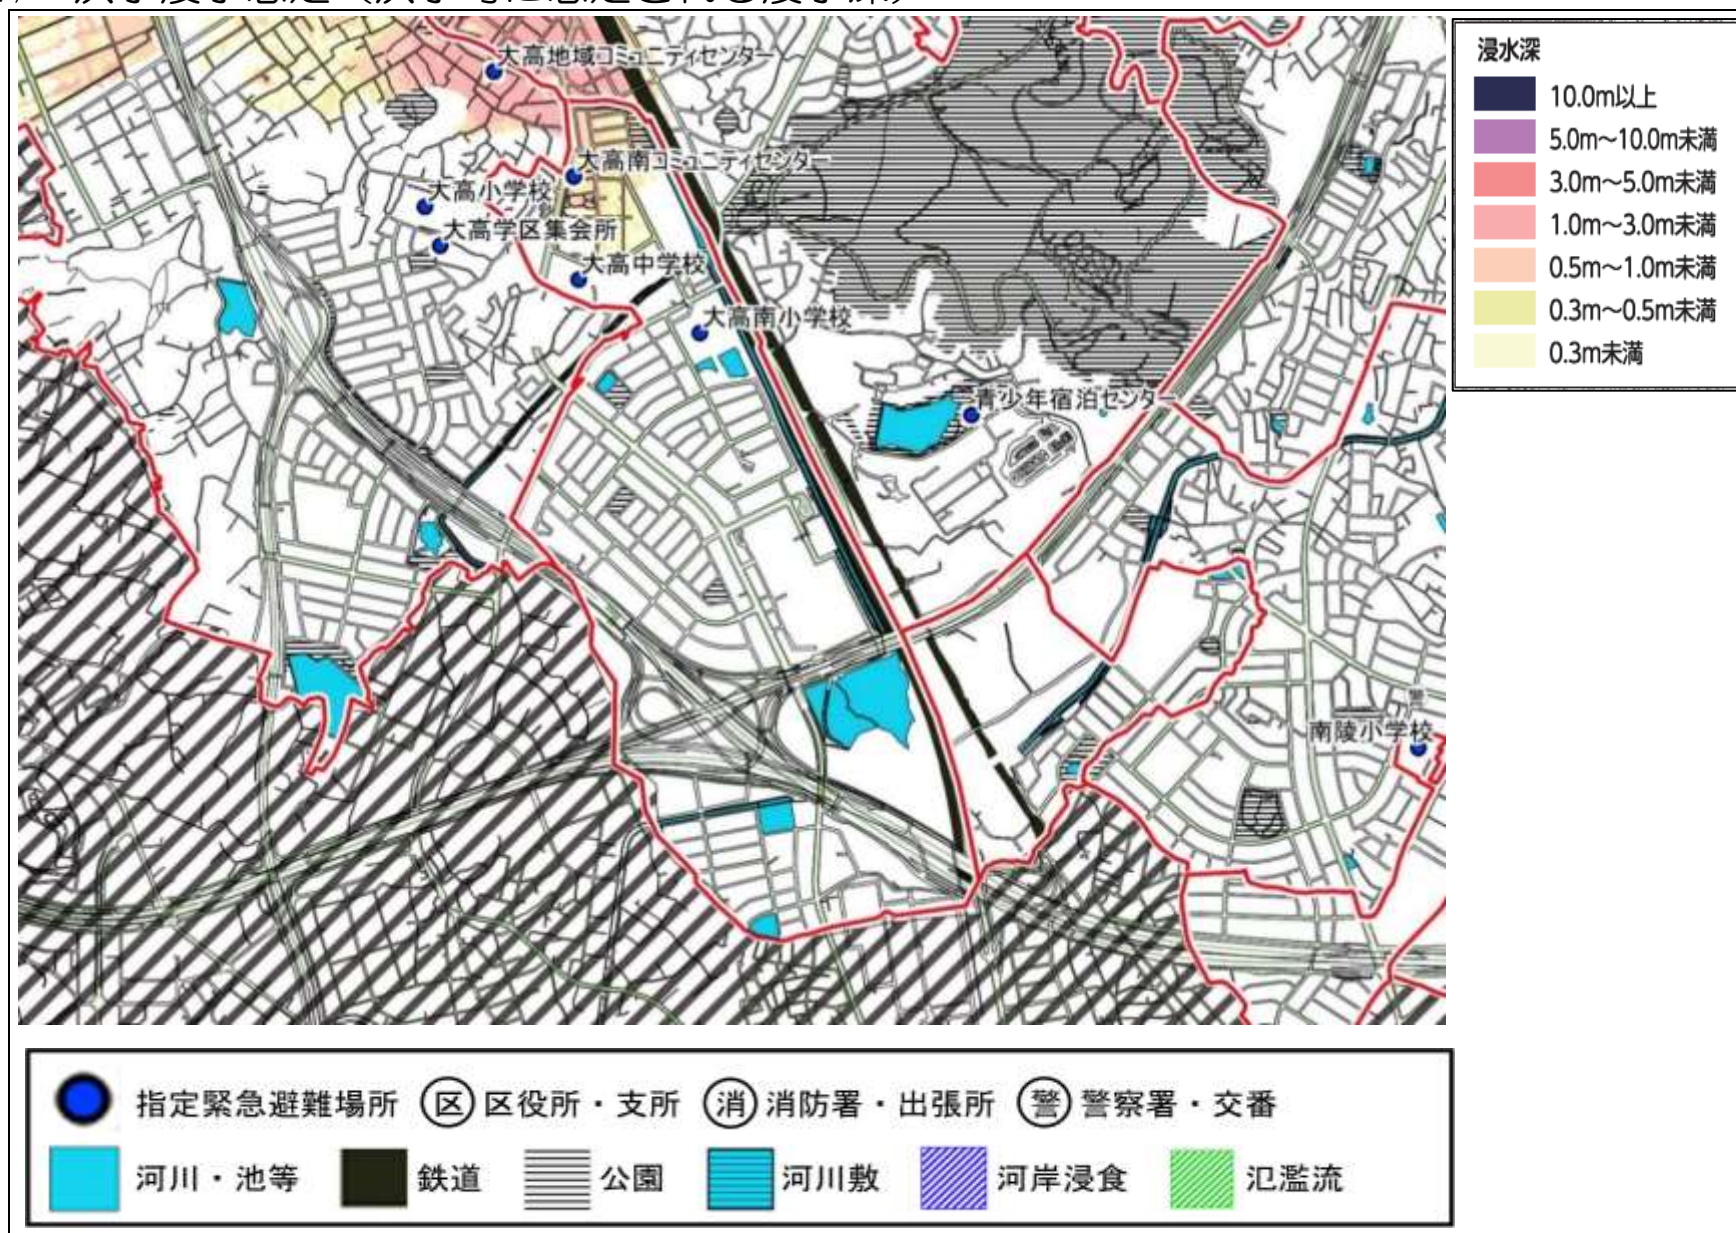 大高地域コミュニティセンター
大高南コミュニティセンター
大高小学校
大高学区集会所
大高中学校
大高南小学校
青少年宿泊センター
警
南陵小学校
浸水深
10.0m以上
5.0m～10.0m未満
3.0m～5.0m未満
1.0m～3.0m未満
0.5m～1.0m未満
0.3m～0.5m未満
0.3m未満
指定緊急避難場所 区 区役所・支所 消 消防署・出張所 警 警察署・交番
河川・池等 鉄道 公園 河川敷 河岸浸食 氾濫流